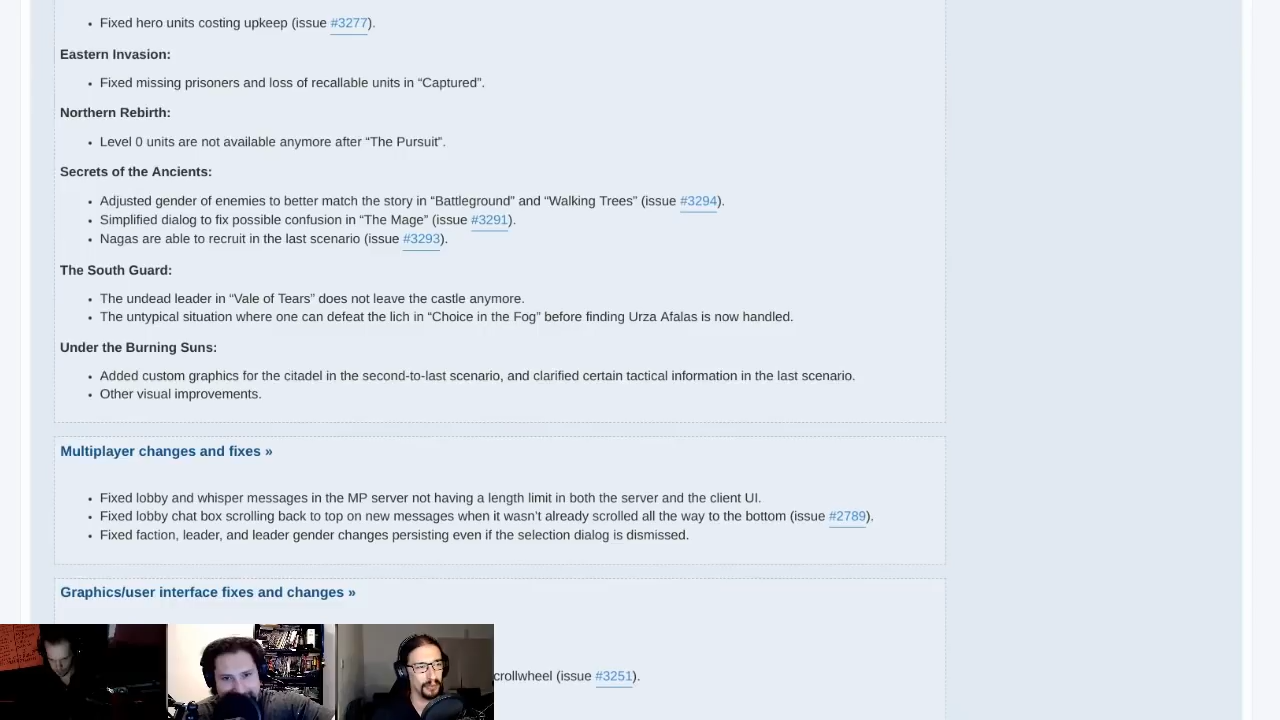 • Fixed hero units costing upkeep (issue #3277).
Eastern Invasion:
• Fixed missing prisoners and loss of recallable units in “Captured”.
Northern Rebirth:
• Level 0 units are not available anymore after “The Pursuit”.
Secrets of the Ancients:
• Adjusted gender of enemies to better match the story in “Battleground” and “Walking Trees” (issue #3294).
• Simplified dialog to fix possible confusion in “The Mage” (issue #3291).
• Nagas are able to recruit in the last scenario (issue #3293).
The South Guard:
• The undead leader in “Vale of Tears” does not leave the castle anymore.
• The untypical situation where one can defeat the lich in “Choice in the Fog” before finding Urza Afalas is now handled.
Under the Burning Suns:
• Added custom graphics for the citadel in the second-to-last scenario, and clarified certain tactical information in the last scenario.
• Other visual improvements.
Multiplayer changes and fixes »
• Fixed lobby and whisper messages in the MP server not having a length limit in both the server and the client UI.
• Fixed lobby chat box scrolling back to top on new messages when it wasn’t already scrolled all the way to the bottom (issue #2789).
• Fixed faction, leader, and leader gender changes persisting even if the selection dialog is dismissed.
Graphics/user interface fixes and changes »
crollwheel (issue #3251).